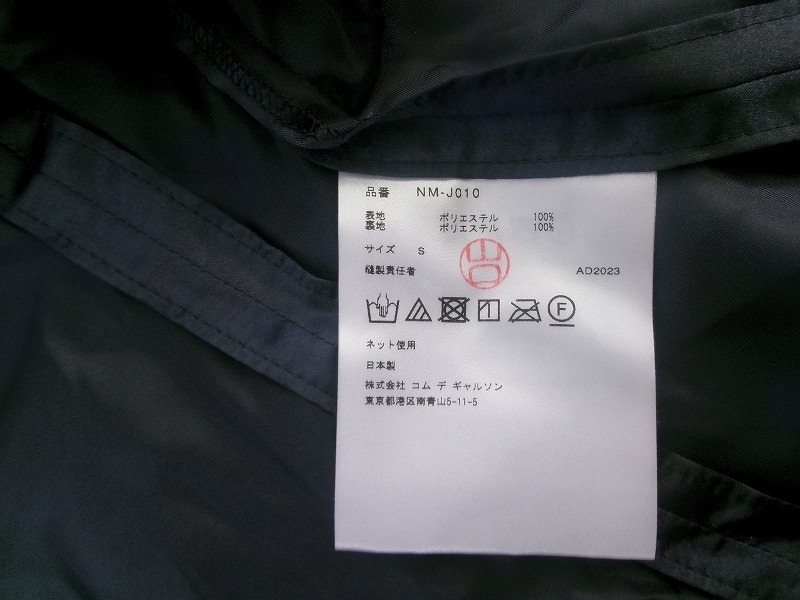 品番 NM-J010
表地 ポリエステル 100%
裏地 ポリエステル 100%
サイズ S
縫製責任者 AD2023
F
ネット使用
日本製
株式会社 コム デ ギャルソン
東京都港区南青山5-11-5